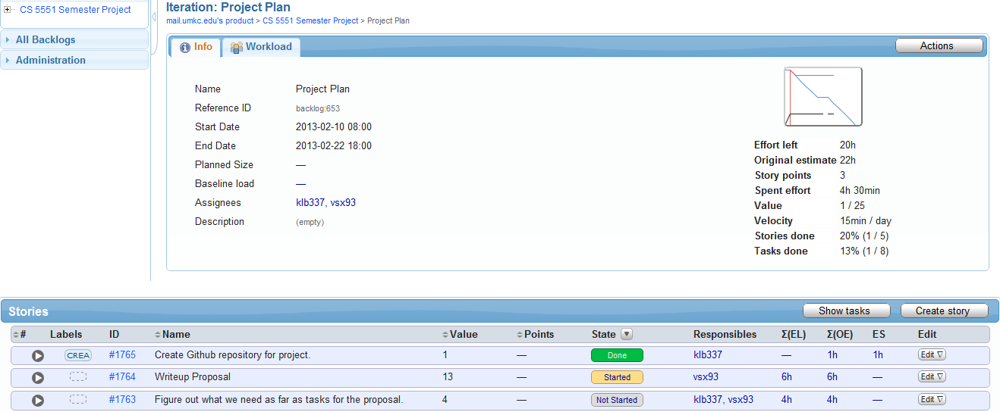 CS 5551 Semester Project
All Backlogs
Administration
Iteration: Project Plan
mail.umkc.edu's product > CS 5551 Semester Project > Project Plan
Info Workload Actions
Name Project Plan
Reference ID backlog:653
Start Date 2013-02-10 08:00
End Date 2013-02-22 18:00
Planned Size —
Baseline load —
Assignees klb337, vsx93
Description (empty)
Effort left 20h
Original estimate 22h
Story points 3
Spent effort 4h 30min
Value 1 / 25
Velocity 15min / day
Stories done 20% (1 / 5)
Tasks done 13% (1 / 8)
Stories Show tasks Create story
# Labels ID Name Value Points State Responsibles Σ(EL) Σ(OE) ES Edit
CREA #1765 Create Github repository for project. 1 — Done klb337 — 1h 1h Edit ▽
#1764 Writeup Proposal 13 — Started vsx93 6h 6h — Edit ▽
#1763 Figure out what we need as far as tasks for the proposal. 4 — Not Started klb337, vsx93 4h 4h — Edit ▽